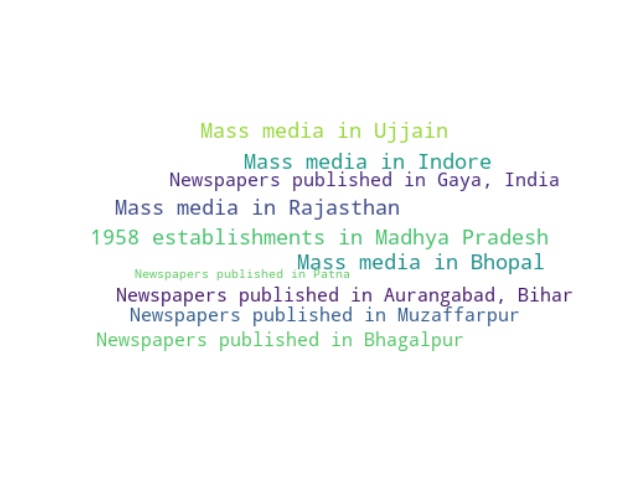 Mass media in Ujjain
Mass media in Indore
Newspapers published in Gaya, India
Mass media in Rajasthan
1958 establishments in Madhya Pradesh
Mass media in Bhopal
Newspapers published in Patna
Newspapers published in Aurangabad, Bihar
Newspapers published in Muzaffarpur
Newspapers published in Bhagalpur